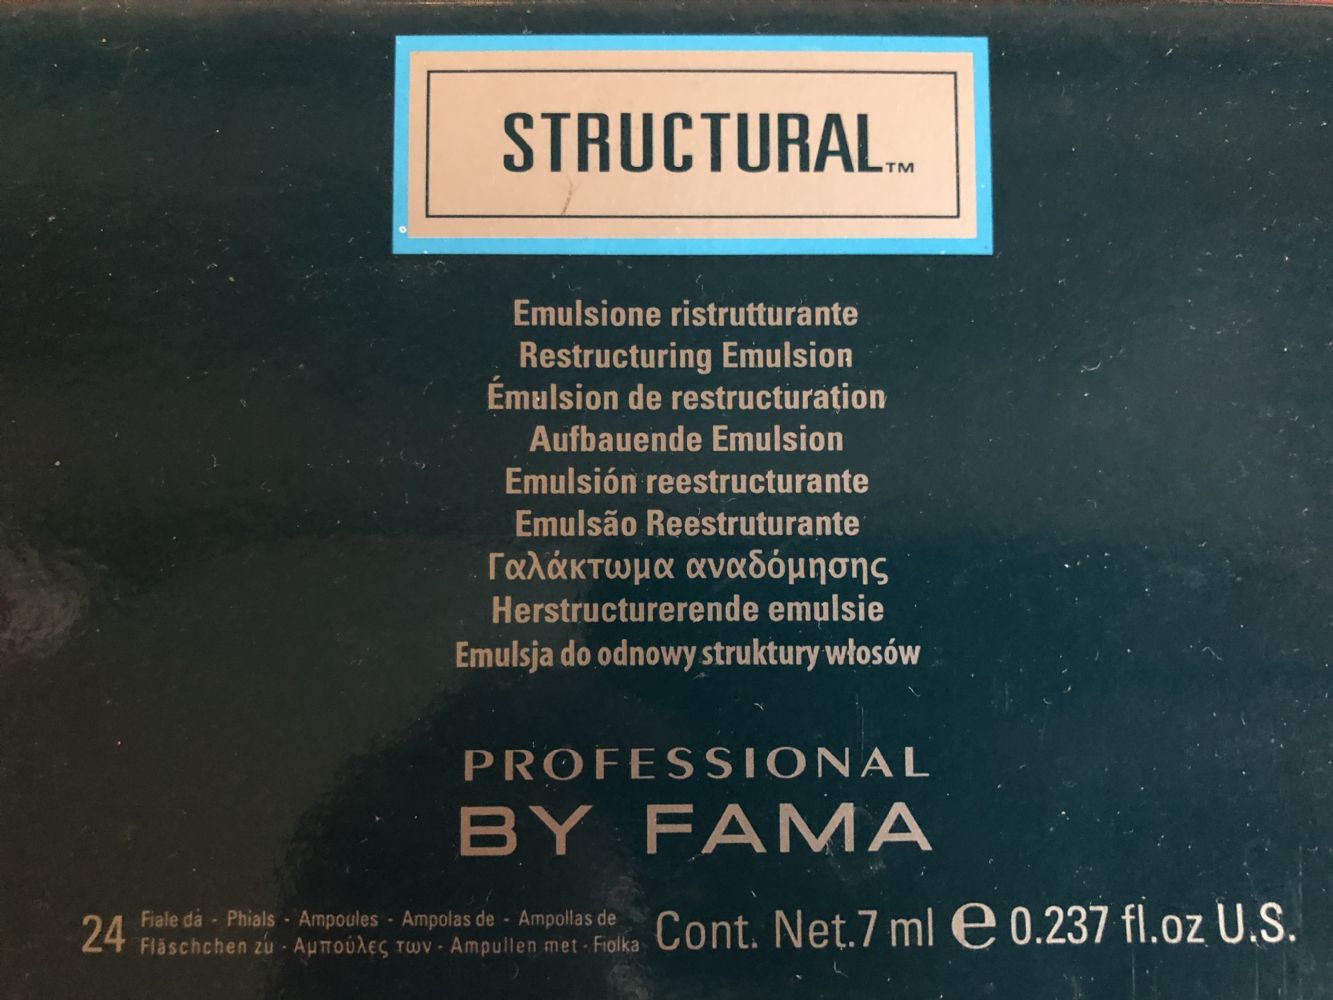 STRUCTURAL™
Emulsione ristrutturante
Restructuring Emulsion
Émulsion de restructuration
Aufbauende Emulsion
Emulsión reestructurante
Emulsão Reestruturante
Γαλάκτωμα αναδόμησης
Herstructurerende emulsie
Emulsja do odnowy struktury włosów
PROFESSIONAL
BY FAMA
24 Fiale dà - Phials - Ampoules - Ampolas de - Ampollas de
Fläschchen zu - Αμπούλες των - Ampullen met - Fiolka
Cont. Net.7 ml ℮ 0.237 fl.oz U.S.